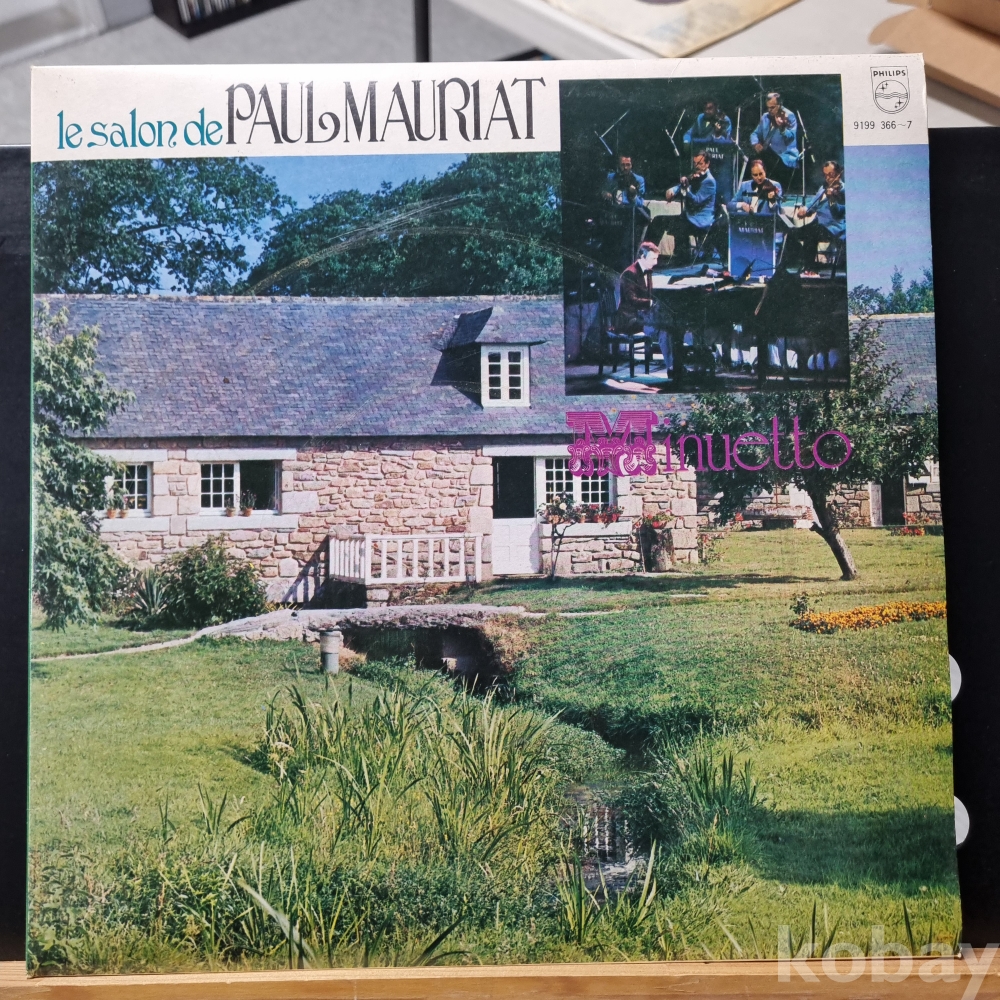 le salon de PAUL MAURIAT
PHILIPS
9199 366~7
PAUL
MAURIAT
MAURIAT
Minuetto
kobay